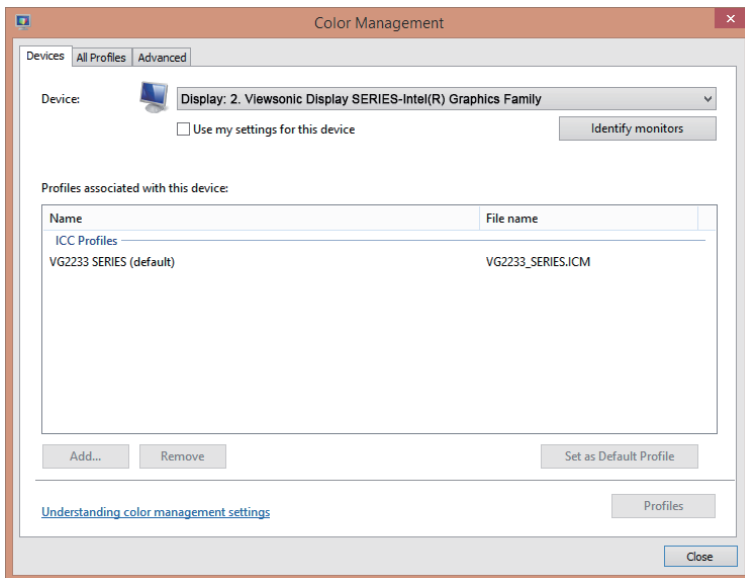 Color Management
Devices All Profiles Advanced
Device: Display: 2. Viewsonic Display SERIES-Intel(R) Graphics Family
Use my settings for this device Identify monitors
Profiles associated with this device:
Name File name
ICC Profiles
VG2233 SERIES (default) VG2233_SERIES.ICM
Add... Remove Set as Default Profile
Understanding color management settings Profiles
Close